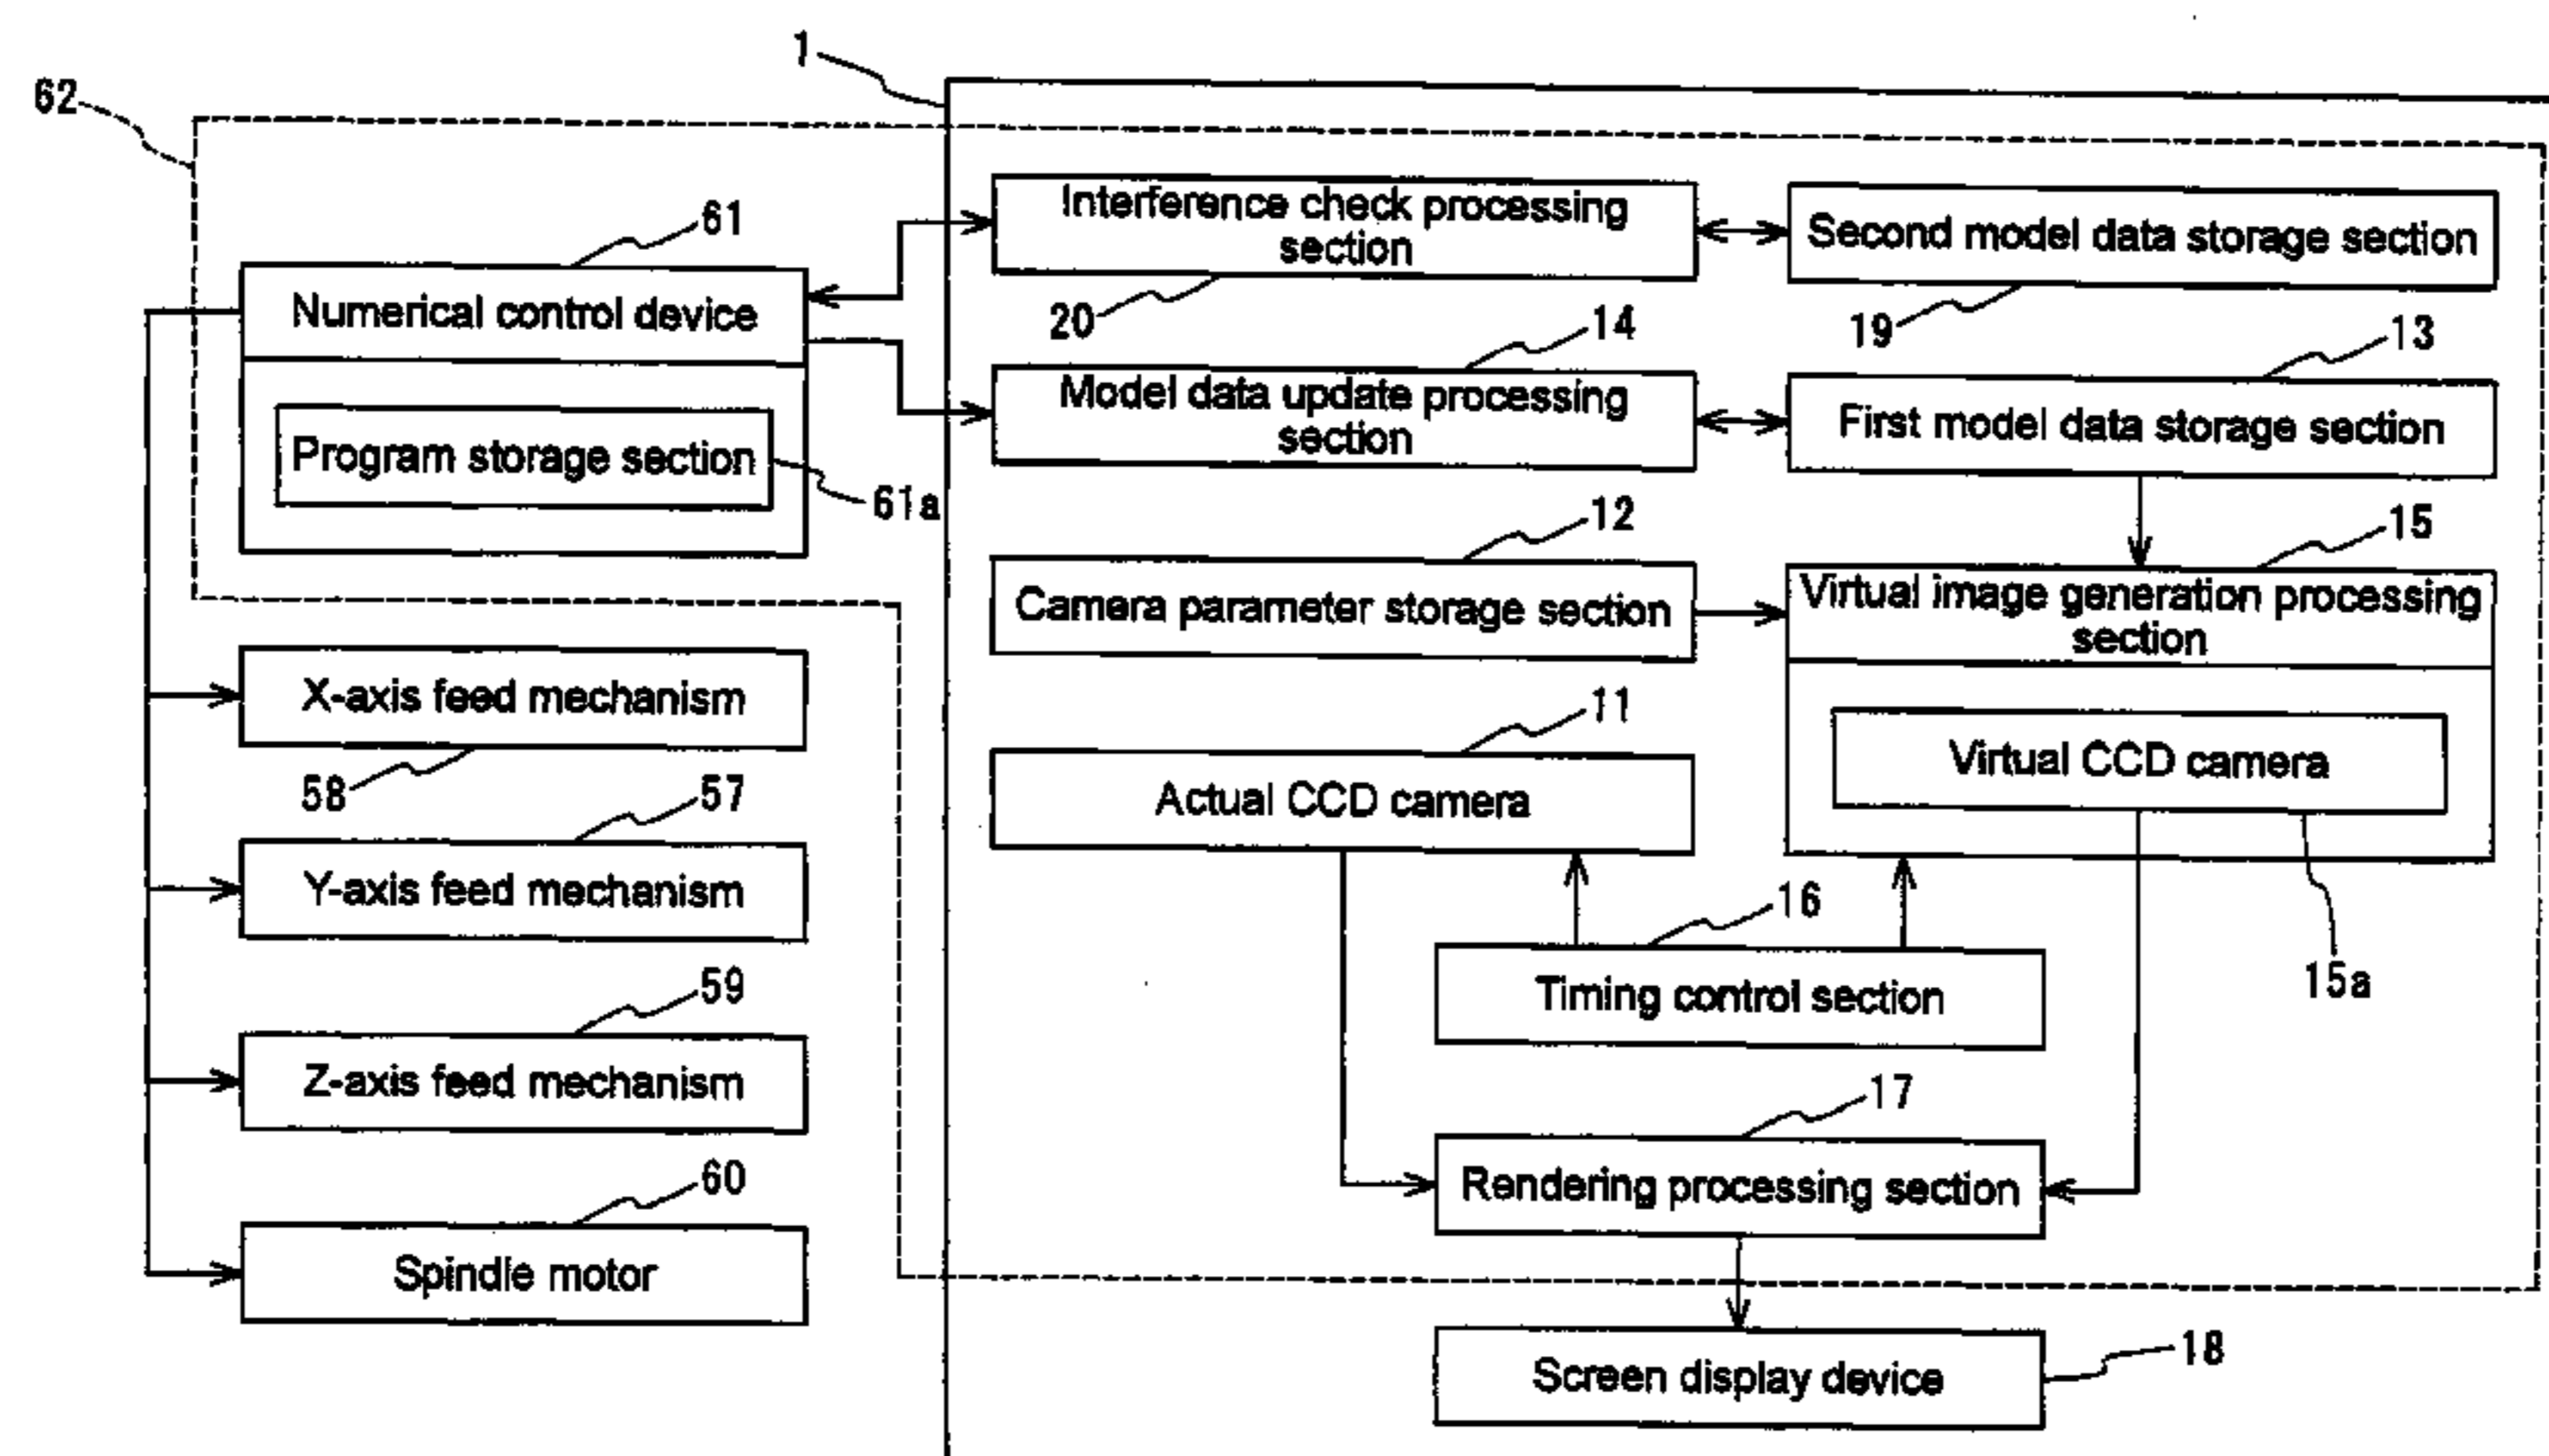 1
62
61
Interference check processing
section
Second model data storage section
Numerical control device
20
14
19
13
Model data update processing
section
First model data storage section
Program storage section
61a
12
15
Camera parameter storage section
Virtual image generation processing
section
X-axis feed mechanism
11
58
57
Actual CCD camera
Virtual CCD camera
Y-axis feed mechanism
16
59
Timing control section
15a
Z-axis feed mechanism
17
60
Rendering processing section
Spindle motor
18
Screen display device